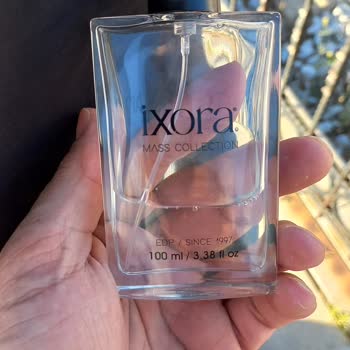 ixora®
MASS COLLECTION
EDP / SINCE 1997
100 ml / 3.38 fl oz